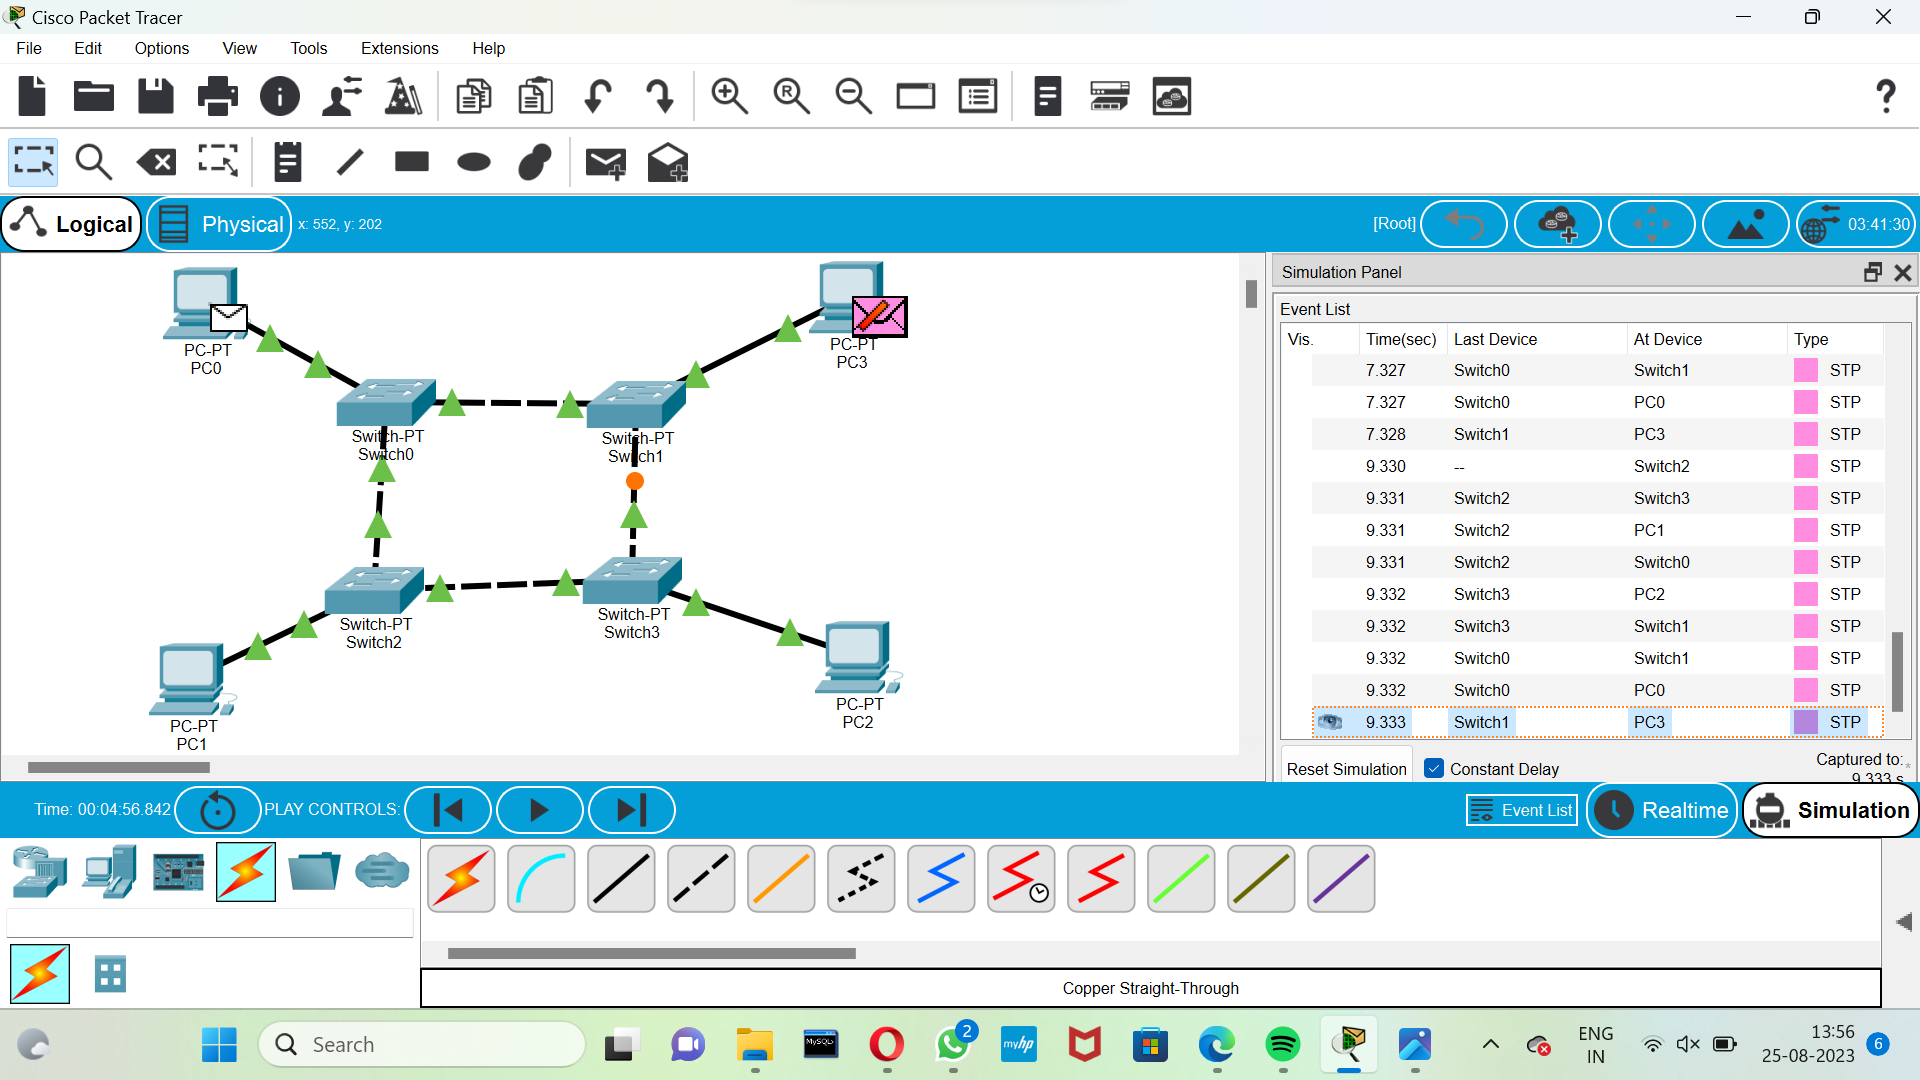 Cisco Packet Tracer
File Edit Options View Tools Extensions Help
Logical
Physical
x: 552, y: 202
[Root]
03:41:30
PC-PT
PC0
PC-PT
PC3
Switch-PT
Switch0
Switch-PT
Switch1
Switch-PT
Switch2
Switch-PT
Switch3
PC-PT
PC1
PC-PT
PC2
Simulation Panel
Event List
Vis. Time(sec) Last Device At Device Type
7.327 Switch0 Switch1 STP
7.327 Switch0 PC0 STP
7.328 Switch1 PC3 STP
9.330 -- Switch2 STP
9.331 Switch2 Switch3 STP
9.331 Switch2 PC1 STP
9.331 Switch2 Switch0 STP
9.332 Switch3 PC2 STP
9.332 Switch3 Switch1 STP
9.332 Switch0 Switch1 STP
9.332 Switch0 PC0 STP
9.333 Switch1 PC3 STP
Reset Simulation
Constant Delay
Captured to:
9.333 s
Time: 00:04:56.842
PLAY CONTROLS:
Event List
Realtime
Simulation
Copper Straight-Through
Search
MySQL
2
myhp
ENG
IN
13:56
25-08-2023
6